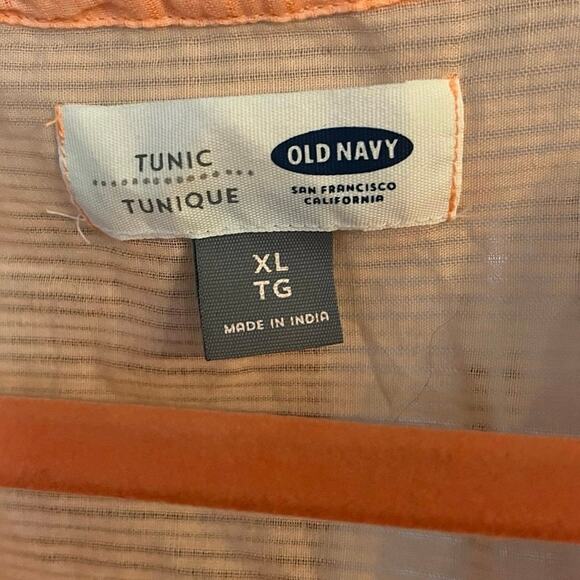 TUNIC
TUNIQUE
OLD NAVY
SAN FRANCISCO
CALIFORNIA
XL
TG
MADE IN INDIA